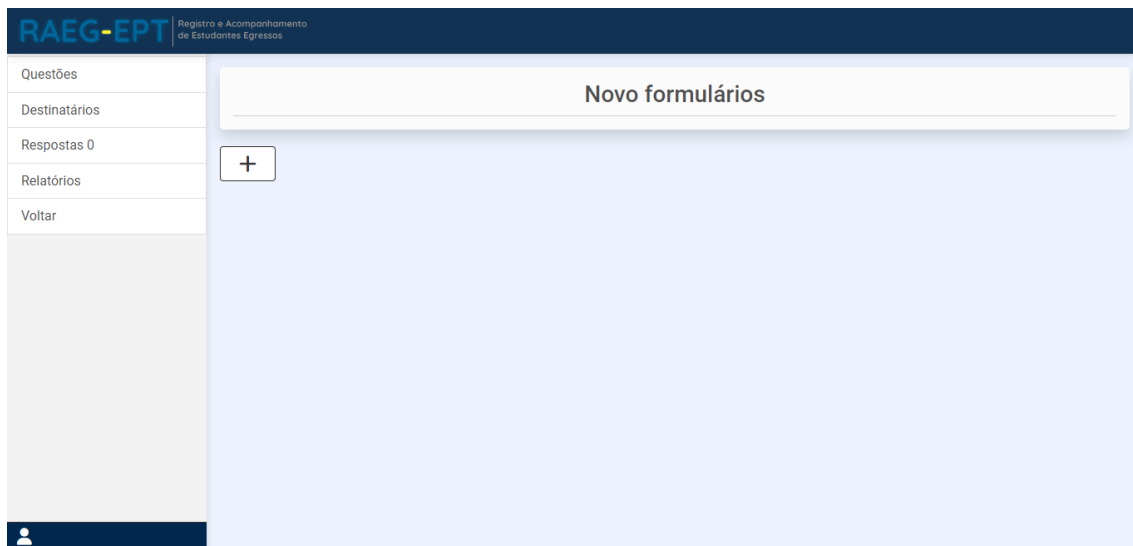 RAEG-EPT
Registro e Acompanhamento
de Estudantes Egressos
Questões
Destinatários
Respostas 0
Relatórios
Voltar
Novo formulários
+